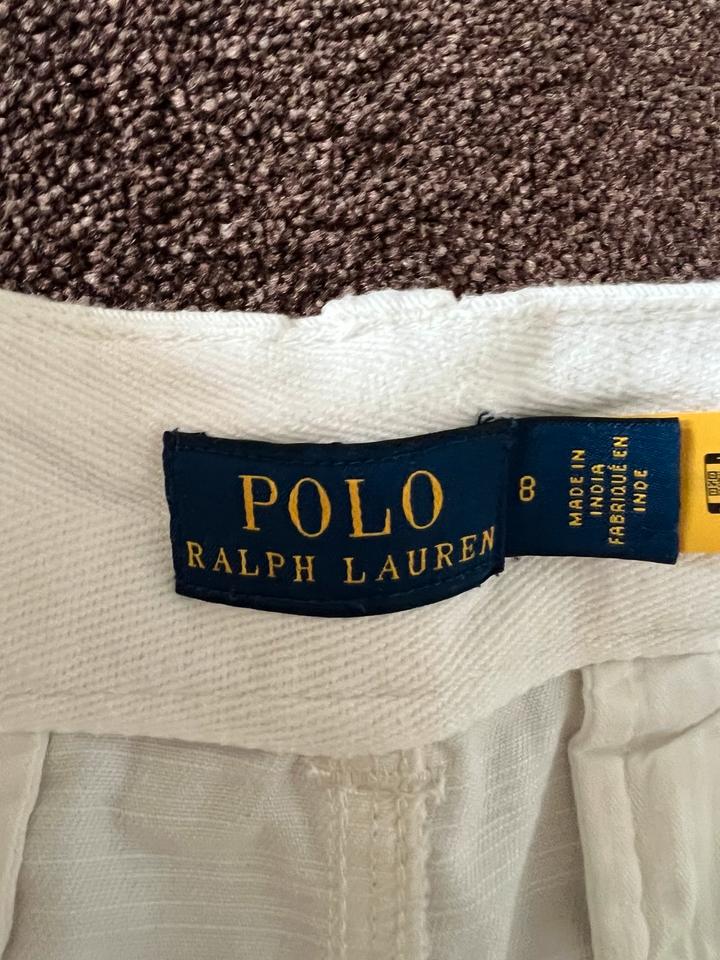 POLO
RALPH LAUREN
8
MADE IN
INDIA
FABRIQUÉ EN
INDE